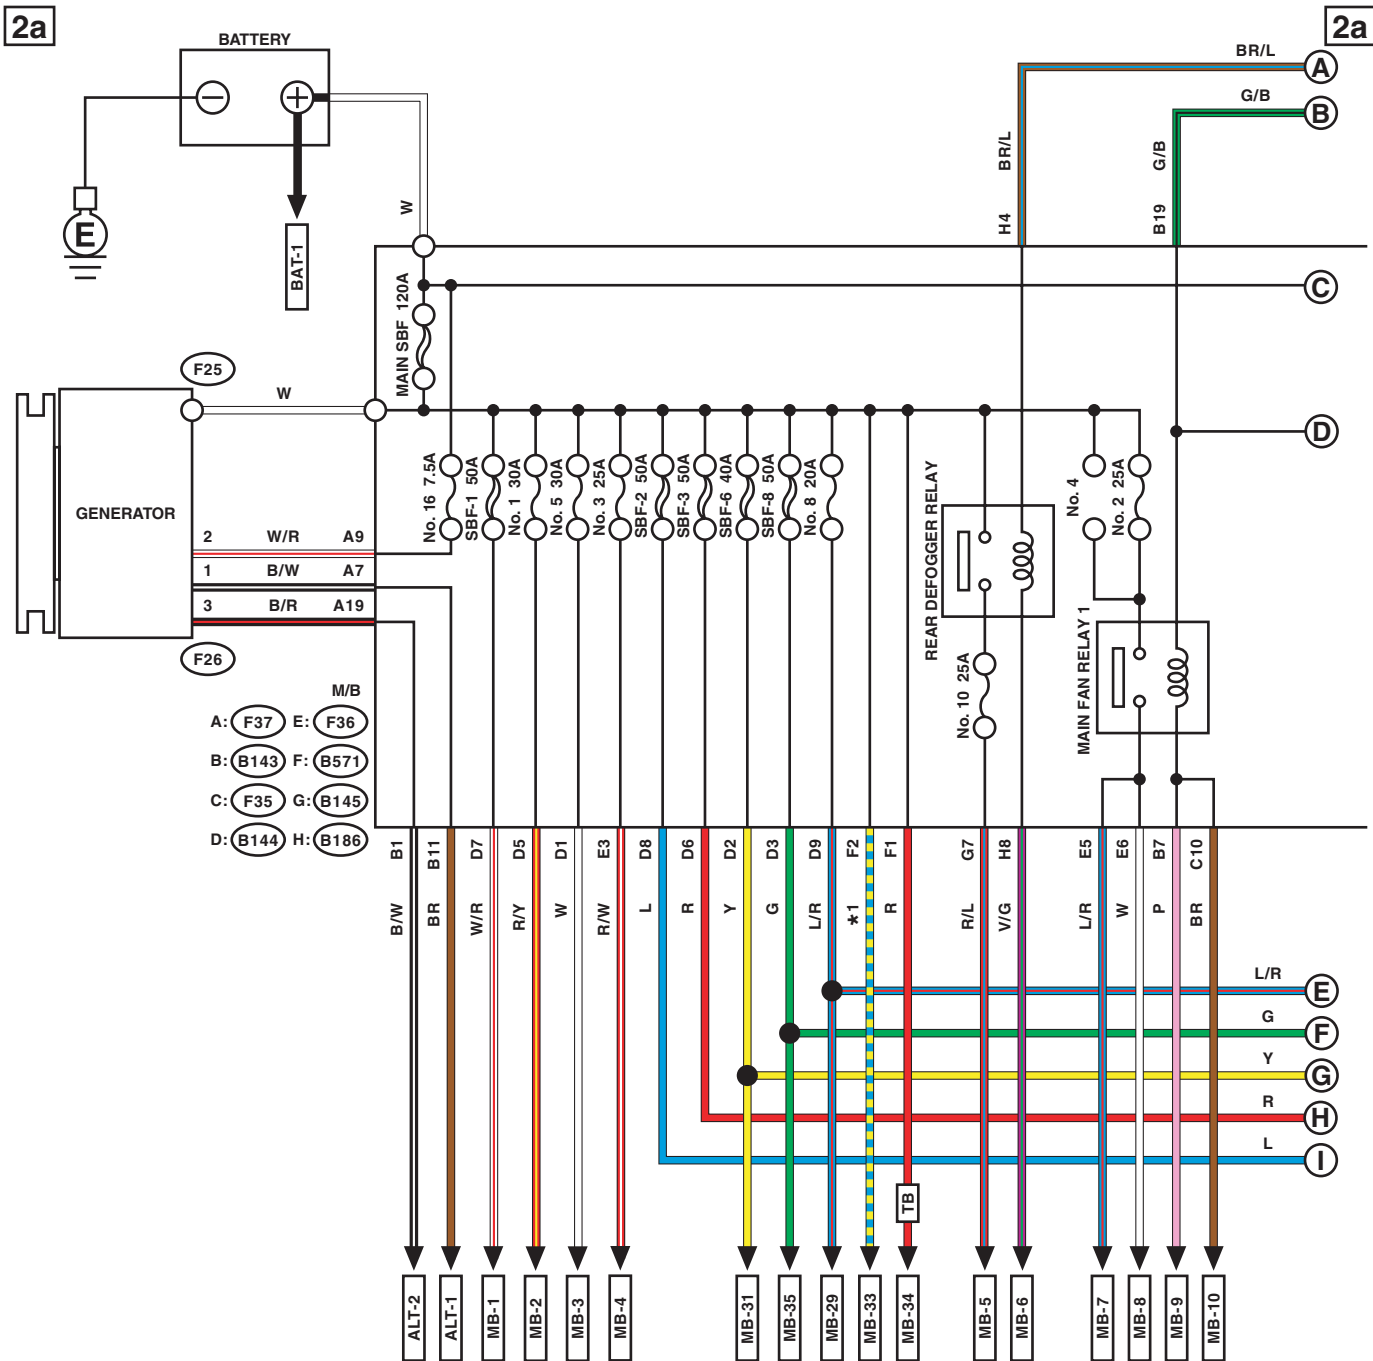 2a
2a
BATTERY
BR/L
A
G/B
B
BR/L
G/B
H4
B19
W
E
BAT-1
C
MAIN SBF 120A
F25
W
D
GENERATOR
No. 16 7.5A
SBF-1 50A
No. 1 30A
No. 5 30A
No. 3 25A
SBF-2 50A
SBF-3 50A
SBF-6 40A
SBF-8 50A
No. 8 20A
REAR DEFOGGER RELAY
No. 4
No. 2 25A
2 W/R A9
1 B/W A7
3 B/R A19
F26
No. 10 25A
MAIN FAN RELAY 1
M/B
A: F37 E: F36
B: B143 F: B571
C: F35 G: B145
D: B144 H: B186
B1 B11 D7 D5 D1 E3 D8 D6 D2 D3 D9 F2 F1 G7 H8 E5 E6 B7 C10
B/W BR W/R R/Y W R/W L R Y G L/R *1 R R/L V/G L/R W P BR
L/R
E
G
F
Y
G
R
H
L
I
TB
ALT-2
ALT-1
MB-1
MB-2
MB-3
MB-4
MB-31
MB-35
MB-29
MB-33
MB-34
MB-5
MB-6
MB-7
MB-8
MB-9
MB-10